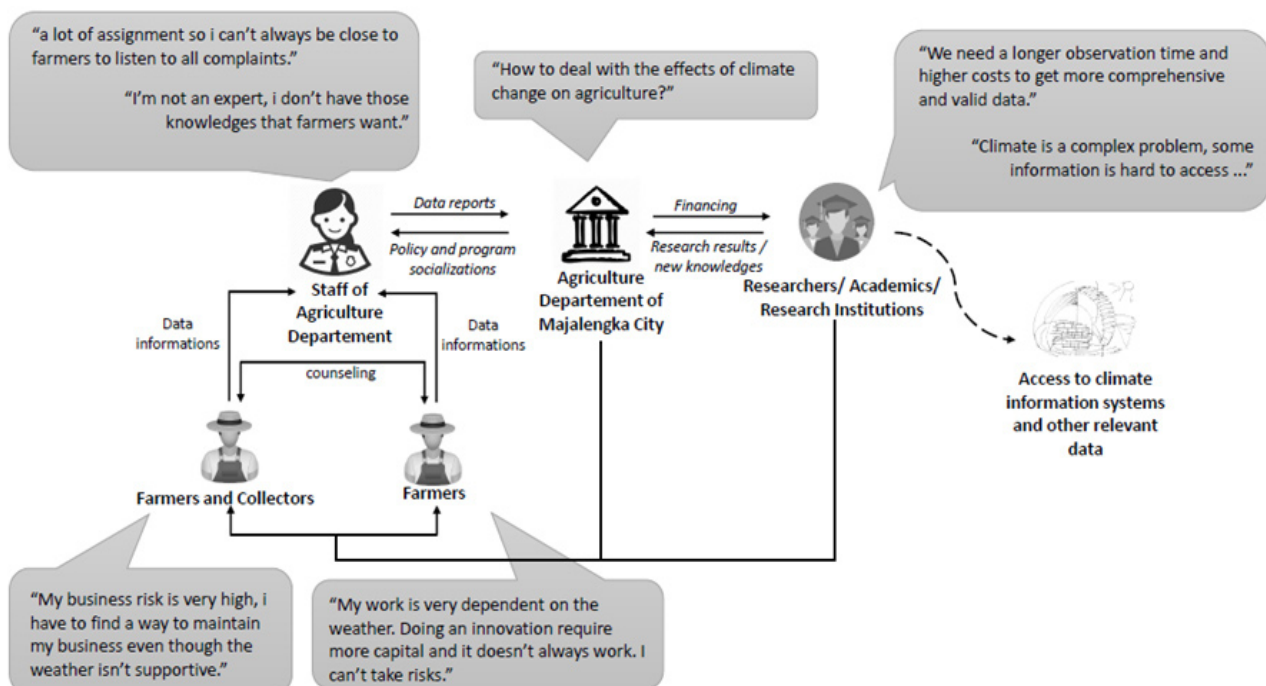 “a lot of assignment so i can’t always be close to
farmers to listen to all complaints.”
“I’m not an expert, i don’t have those
knowledges that farmers want.”
“How to deal with the effects of climate
change on agriculture?”
“We need a longer observation time and
higher costs to get more comprehensive
and valid data.”
“Climate is a complex problem, some
information is hard to access ...”
Data reports
Policy and program
socializations
Financing
Research results /
new knowledges
Staff of
Agriculture
Departement
Agriculture
Departement of
Majalengka City
Researchers/ Academics/
Research Institutions
Data
informations
Data
informations
counseling
Access to climate
information systems
and other relevant
data
Farmers and Collectors
Farmers
“My business risk is very high, i
have to find a way to maintain
my business even though the
weather isn’t supportive.”
“My work is very dependent on the
weather. Doing an innovation require
more capital and it doesn’t always work. I
can’t take risks.”